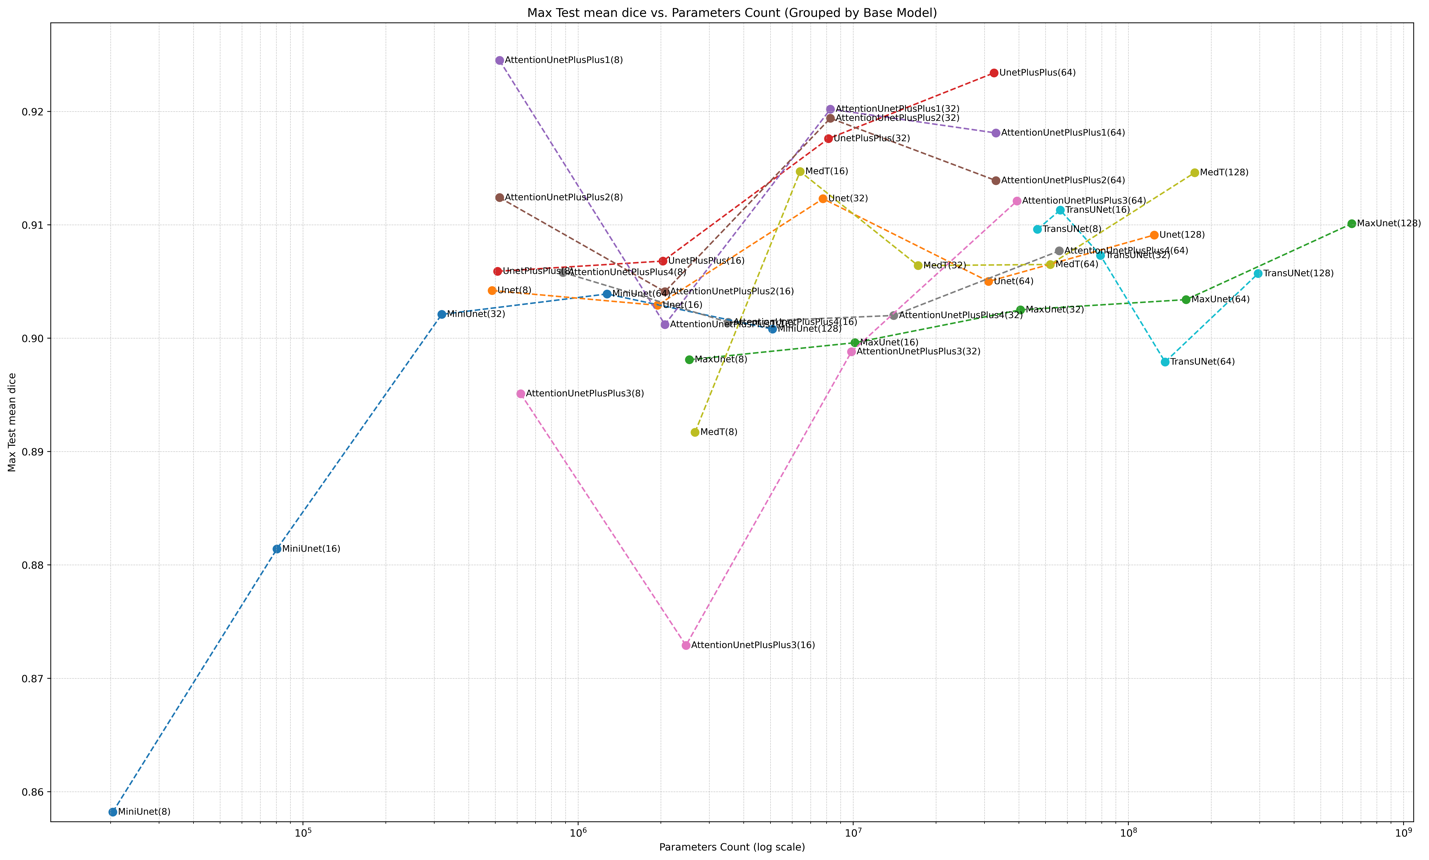 Max Test mean dice vs. Parameters Count (Grouped by Base Model)
Max Test mean dice
0.92
0.91
0.90
0.89
0.88
0.87
0.86
AttentionUnetPlusPlus1(8)
UnetPlusPlus(64)
AttentionUnetPlusPlus1(32)
AttentionUnetPlusPlus2(32)
AttentionUnetPlusPlus1(64)
UnetPlusPlus(32)
MedT(16)
MedT(128)
AttentionUnetPlusPlus2(64)
AttentionUnetPlusPlus2(8)
Unet(32)
AttentionUnetPlusPlus3(64)
TransUNet(16)
MaxUnet(128)
TransUNet(8)
Unet(128)
AttentionUnetPlusPlus4(64)
TransUNet(32)
UnetPlusPlus(16)
MedT(32)
MedT(64)
UnetPlusPlus(8)
AttentionUnetPlusPlus4(8)
TransUNet(128)
Unet(64)
Unet(8)
AttentionUnetPlusPlus2(16)
MiniUnet(64)
MaxUnet(64)
Unet(16)
MaxUnet(32)
MiniUnet(32)
AttentionUnetPlusPlus4(32)
AttentionUnetPlusPlus1(16)
AttentionUnetPlusPlus4(16)
MiniUnet(128)
MaxUnet(16)
AttentionUnetPlusPlus3(32)
MaxUnet(8)
TransUNet(64)
AttentionUnetPlusPlus3(8)
MedT(8)
MiniUnet(16)
AttentionUnetPlusPlus3(16)
MiniUnet(8)
10⁵ 10⁶ 10⁷ 10⁸ 10⁹
Parameters Count (log scale)